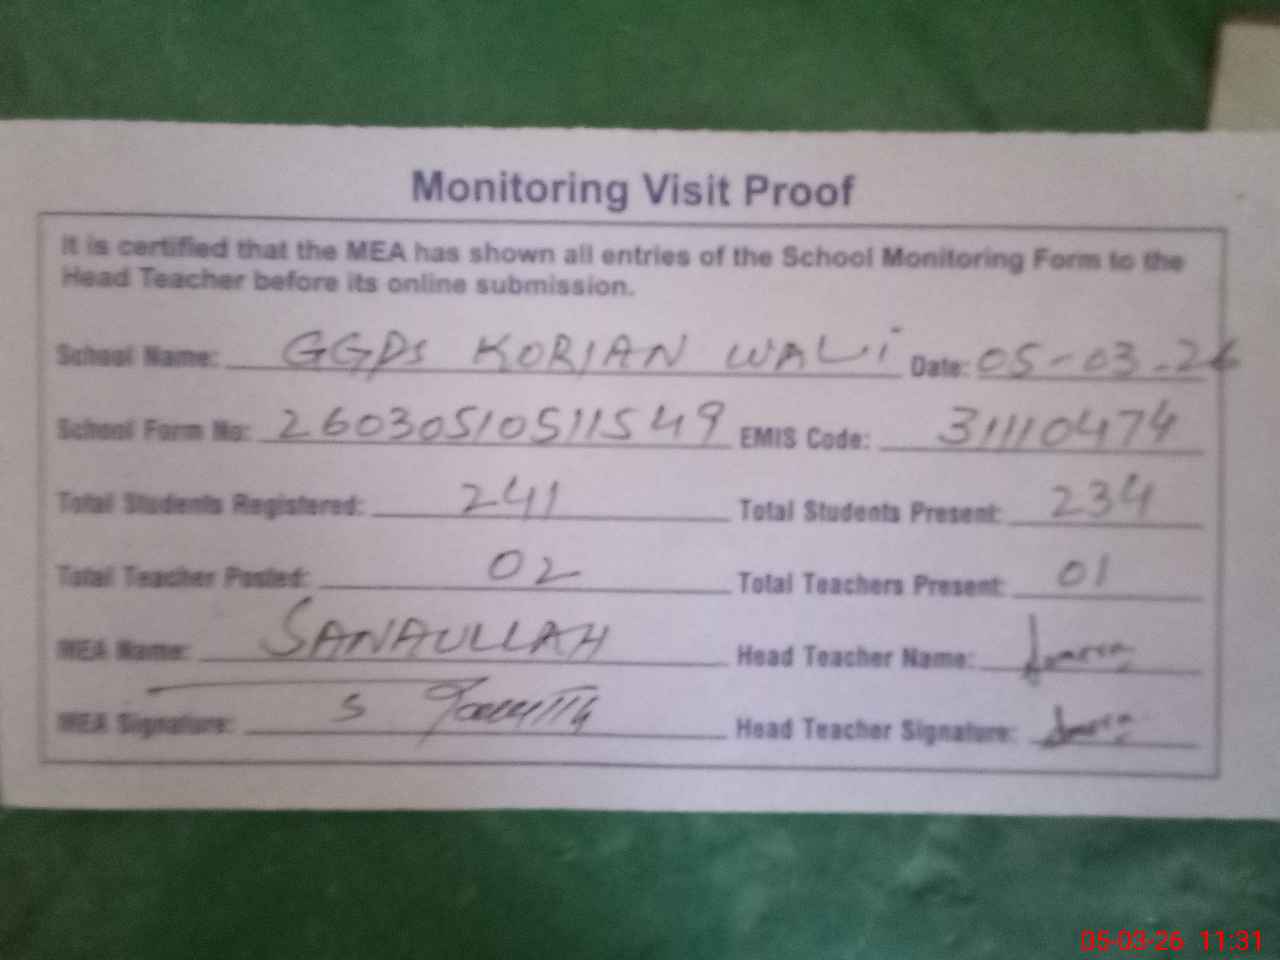 Monitoring Visit Proof
It is certified that the MEA has shown all entries of the School Monitoring Form to the
Head Teacher before its online submission.
School Name: GGPS KORIAN WALI Date: 05-03-26
School Form No: 26030510511549 EMIS Code: 31110474
Total Students Registered: 241 Total Students Present: 234
Total Teacher Posted: 02 Total Teachers Present: 01
MEA Name: SANAULLAH Head Teacher Name:
MEA Signature: Head Teacher Signature:
05-03-26 11:31